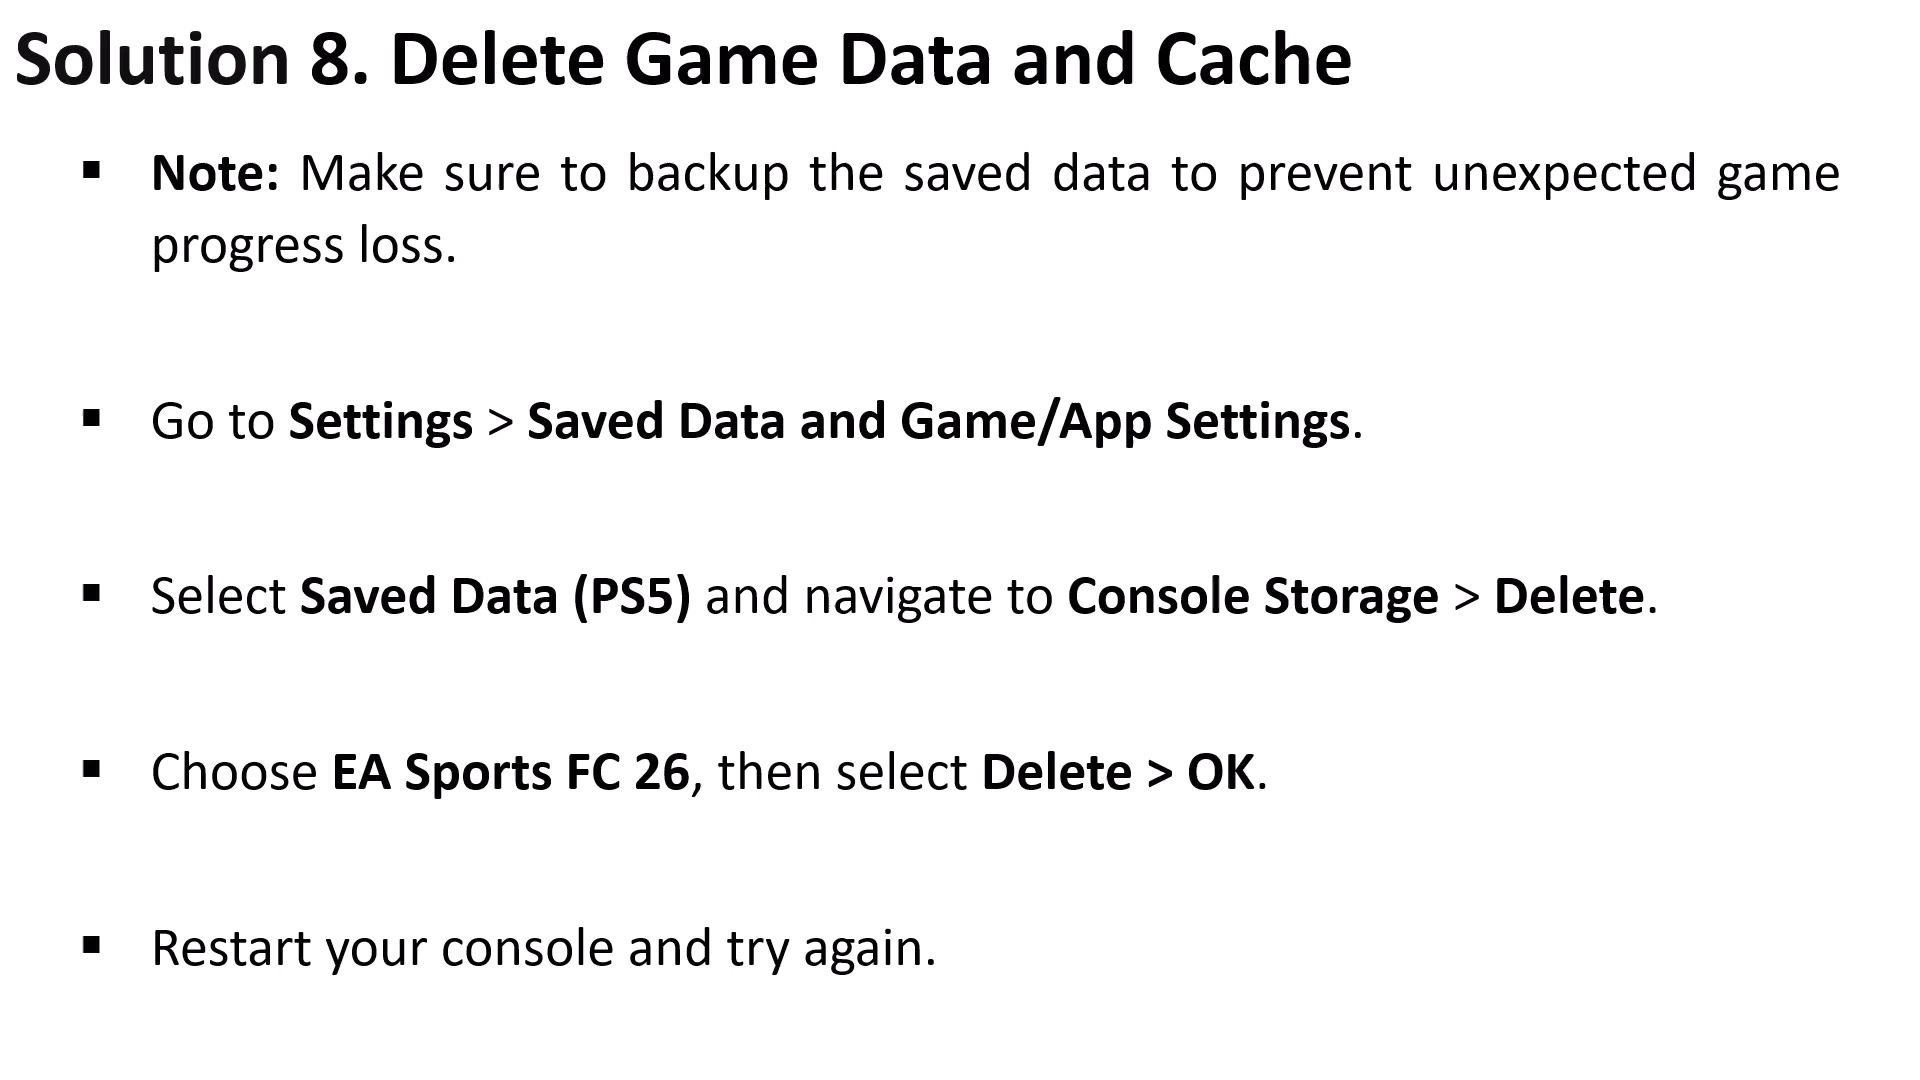 Solution 8. Delete Game Data and Cache
▪ Note: Make sure to backup the saved data to prevent unexpected game
progress loss.
▪ Go to Settings > Saved Data and Game/App Settings.
▪ Select Saved Data (PS5) and navigate to Console Storage > Delete.
▪ Choose EA Sports FC 26, then select Delete > OK.
▪ Restart your console and try again.